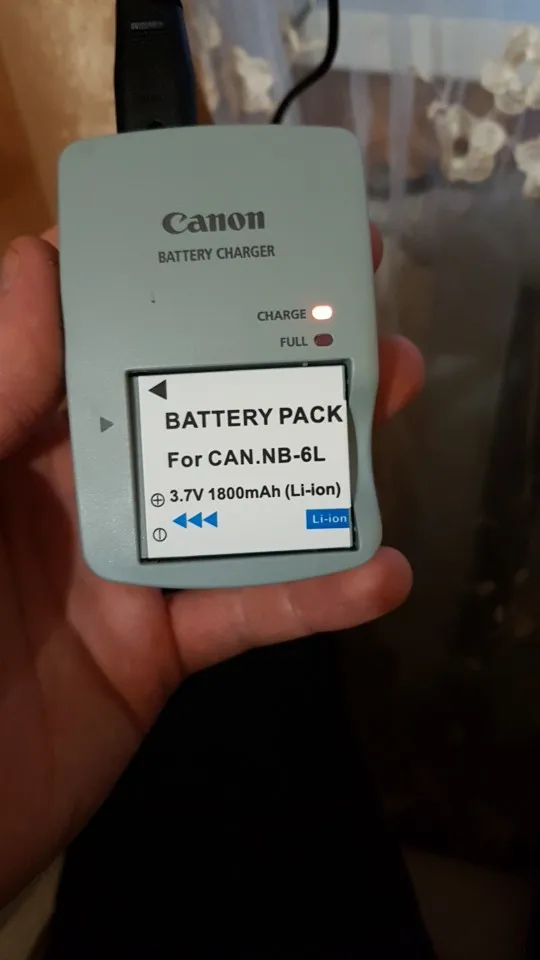 Canon
BATTERY CHARGER
CHARGE
FULL
BATTERY PACK
For CAN.NB-6L
3.7V 1800mAh (Li-ion)
Li-ion